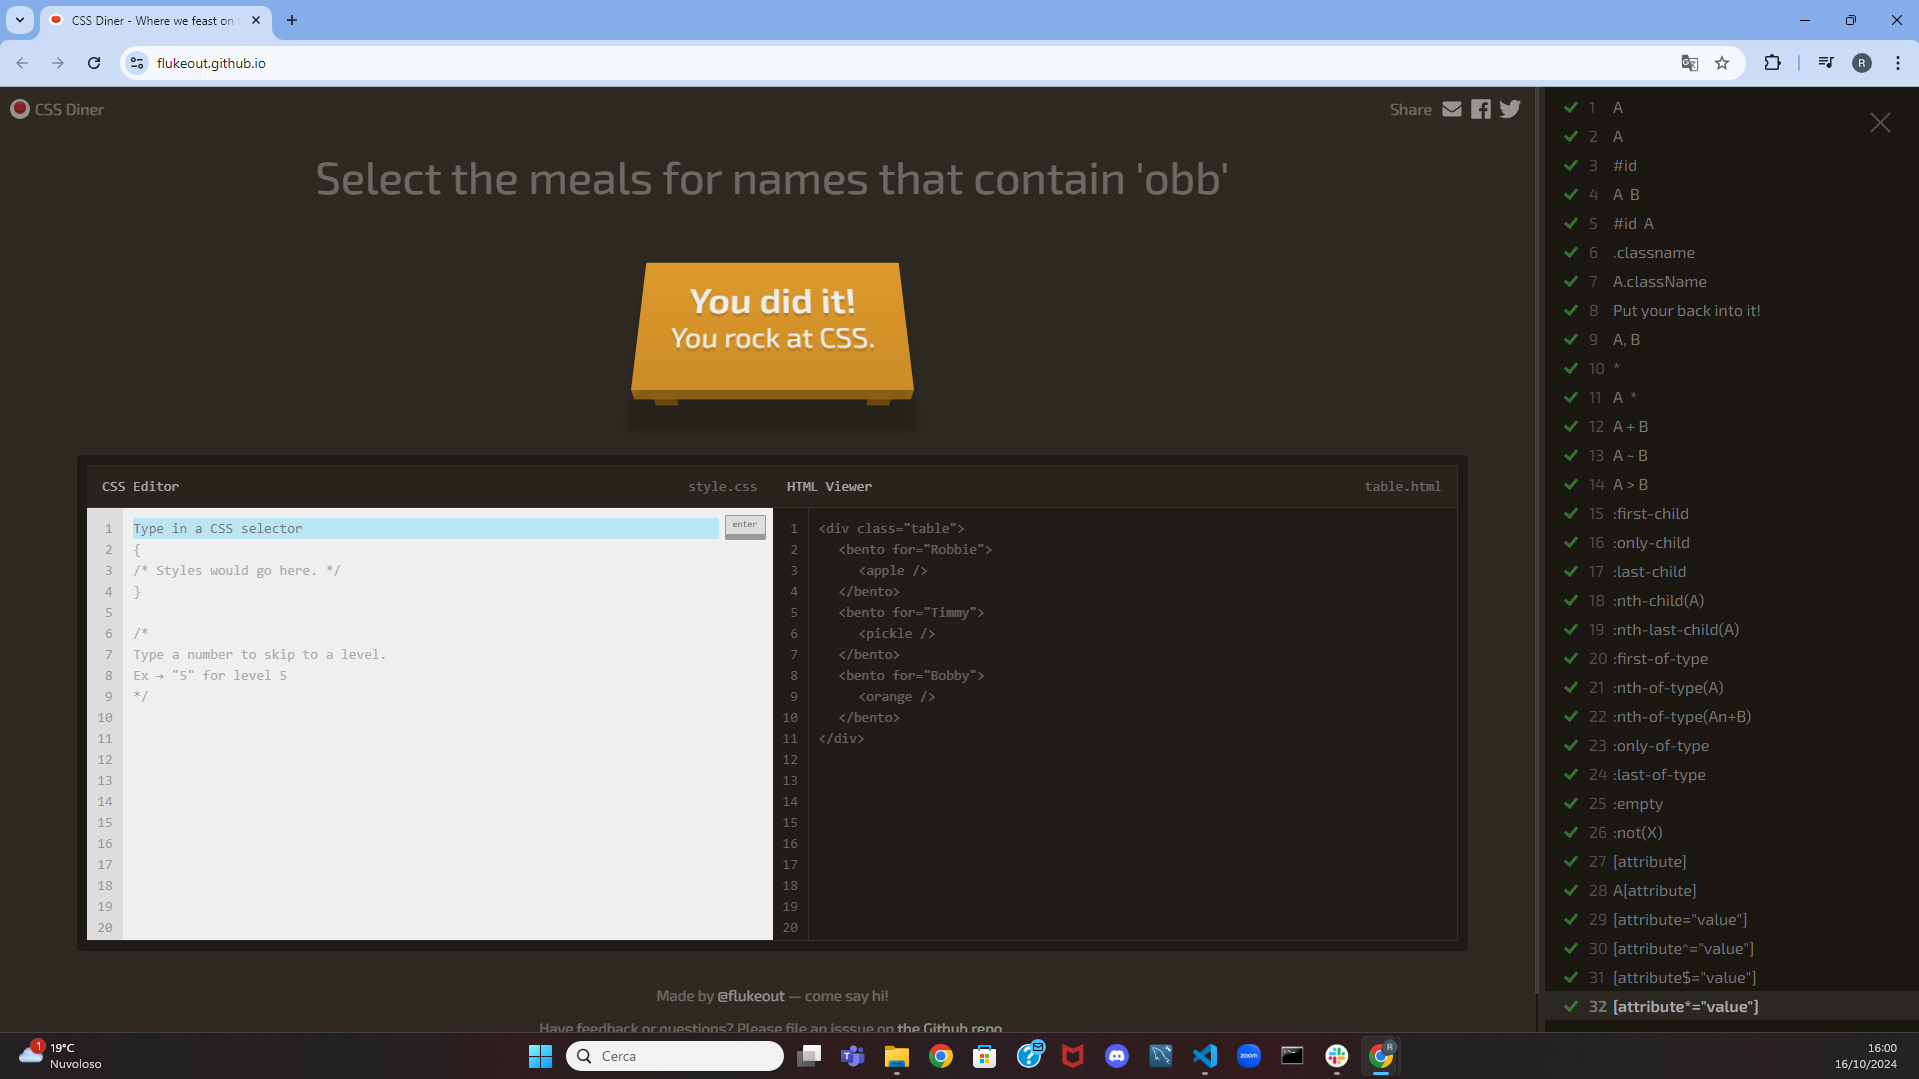 CSS Diner - Where we feast on
flukeout.github.io
R
CSS Diner
Share
Select the meals for names that contain 'obb'
You did it!
You rock at CSS.
CSS Editor
style.css
1 Type in a CSS selector
enter
2 {
3 /* Styles would go here. */
4 }
5
6 /*
7 Type a number to skip to a level.
8 Ex → "5" for level 5
9 */
10
11
12
13
14
15
16
17
18
19
20
HTML Viewer
table.html
1 <div class="table">
2 <bento for="Robbie">
3 <apple />
4 </bento>
5 <bento for="Timmy">
6 <pickle />
7 </bento>
8 <bento for="Bobby">
9 <orange />
10 </bento>
11 </div>
12
13
14
15
16
17
18
19
20
Made by @flukeout — come say hi!
Have feedback or questions? Please file an isssue on the Github repo
1 A
2 A
3 #id
4 A B
5 #id A
6 .classname
7 A.className
8 Put your back into it!
9 A, B
10 *
11 A *
12 A + B
13 A ~ B
14 A > B
15 :first-child
16 :only-child
17 :last-child
18 :nth-child(A)
19 :nth-last-child(A)
20 :first-of-type
21 :nth-of-type(A)
22 :nth-of-type(An+B)
23 :only-of-type
24 :last-of-type
25 :empty
26 :not(X)
27 [attribute]
28 A[attribute]
29 [attribute="value"]
30 [attribute^="value"]
31 [attribute$="value"]
32 [attribute*="value"]
1
19°C
Nuvoloso
Cerca
zoom
R
16:00
16/10/2024